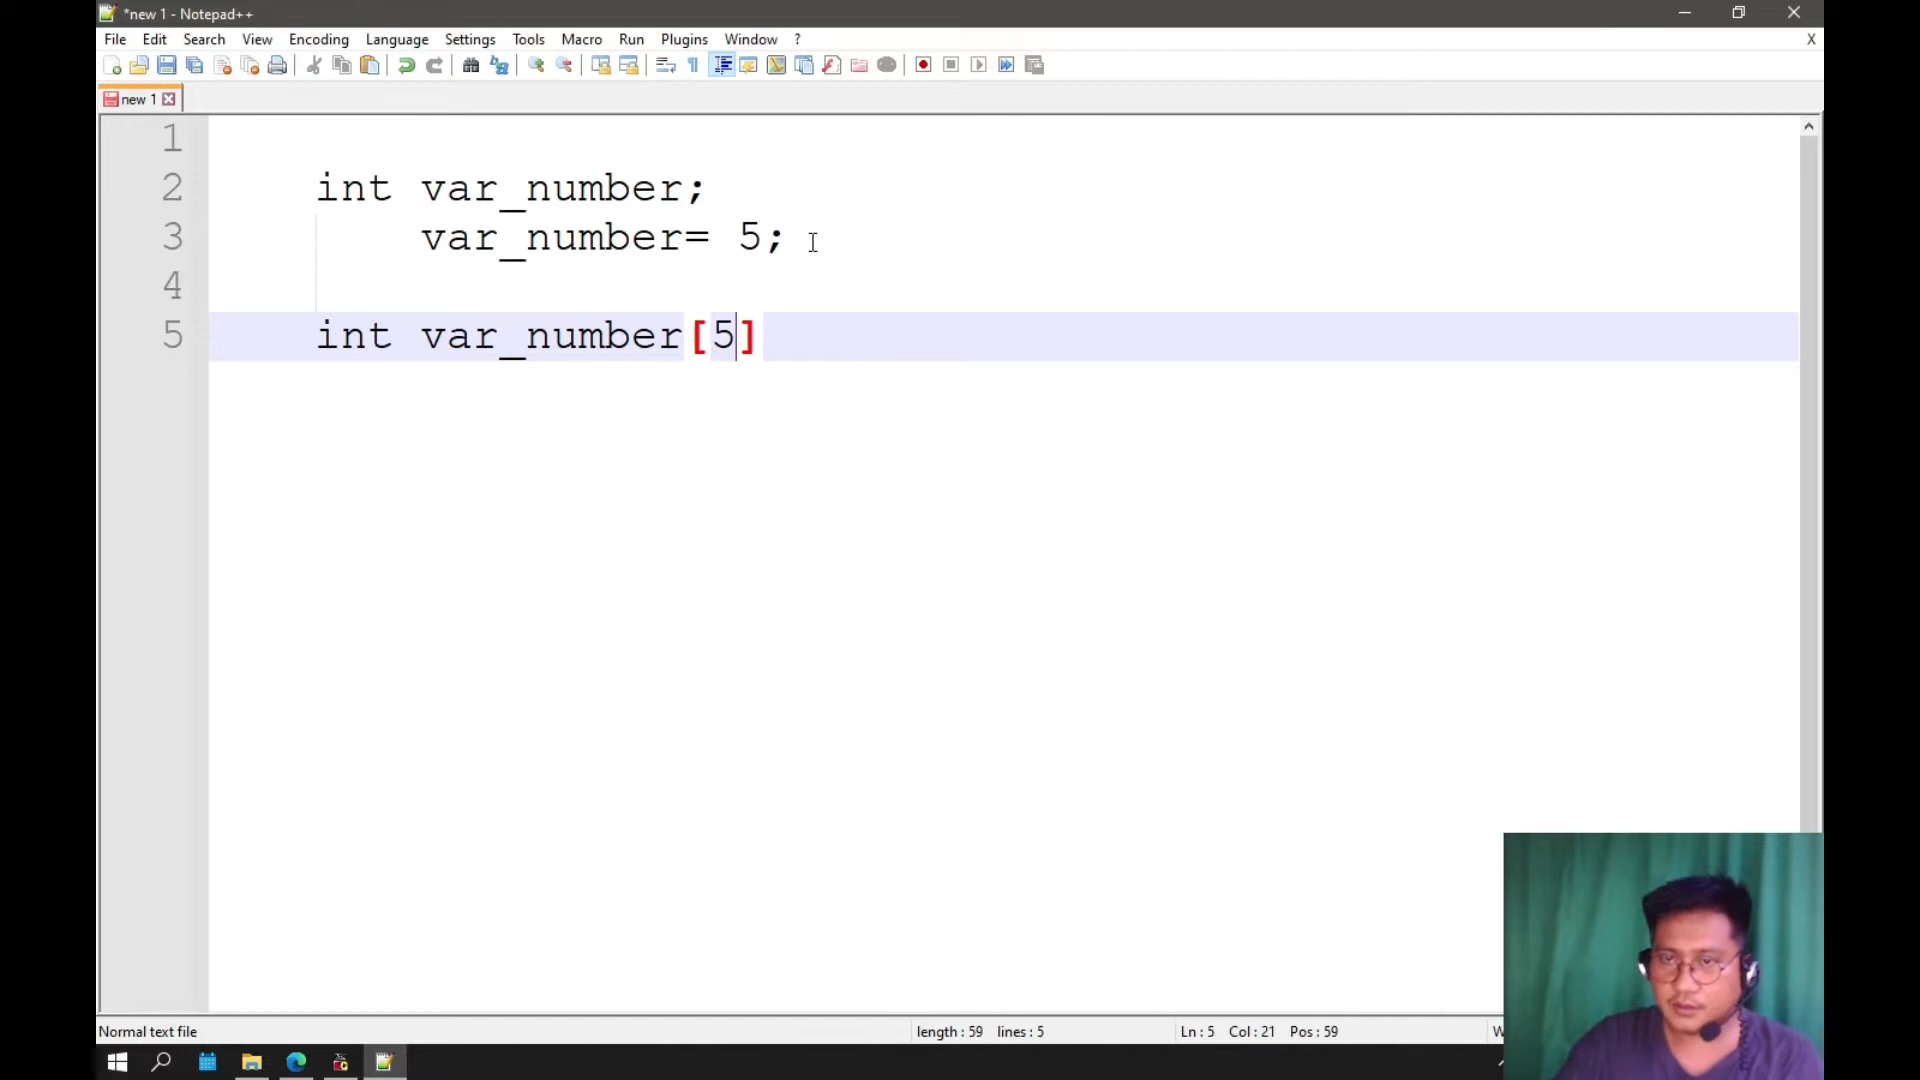 *new 1 - Notepad++
File Edit Search View Encoding Language Settings Tools Macro Run Plugins Window ? X
new 1
1
2 int var_number;
3 var_number= 5;
4
5 int var_number[5]
Normal text file length : 59 lines : 5 Ln : 5 Col : 21 Pos : 59 W